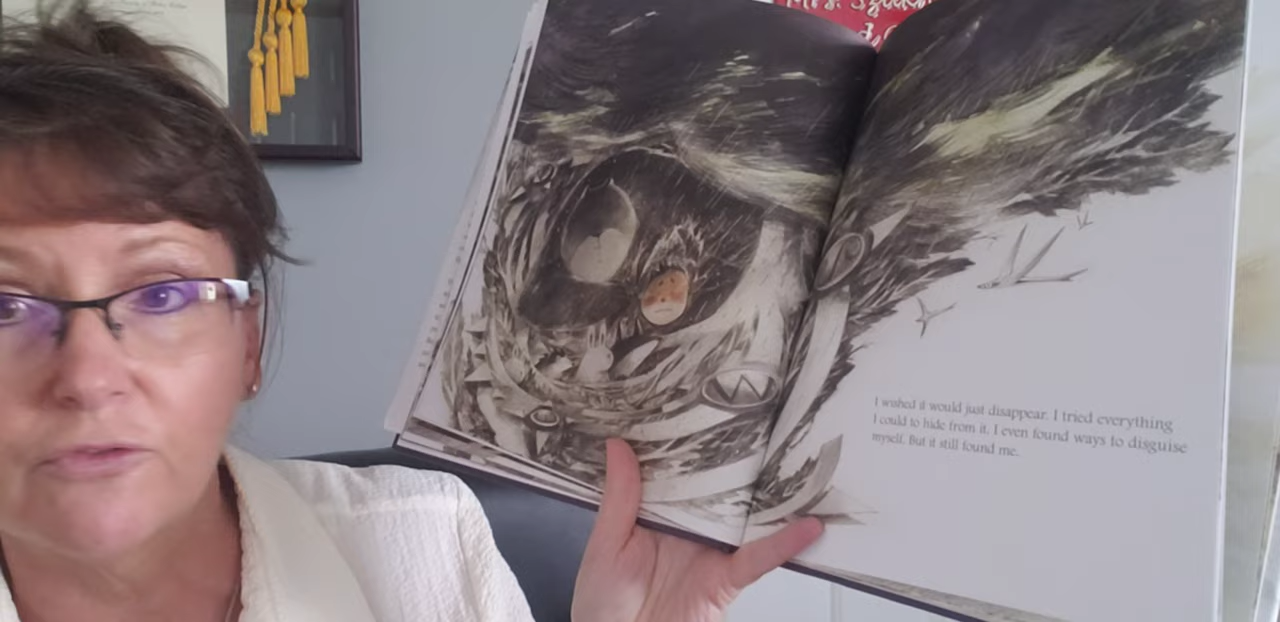 I wished it would just disappear. I tried everything
I could to hide from it. I even found ways to disguise
myself. But it still found me.